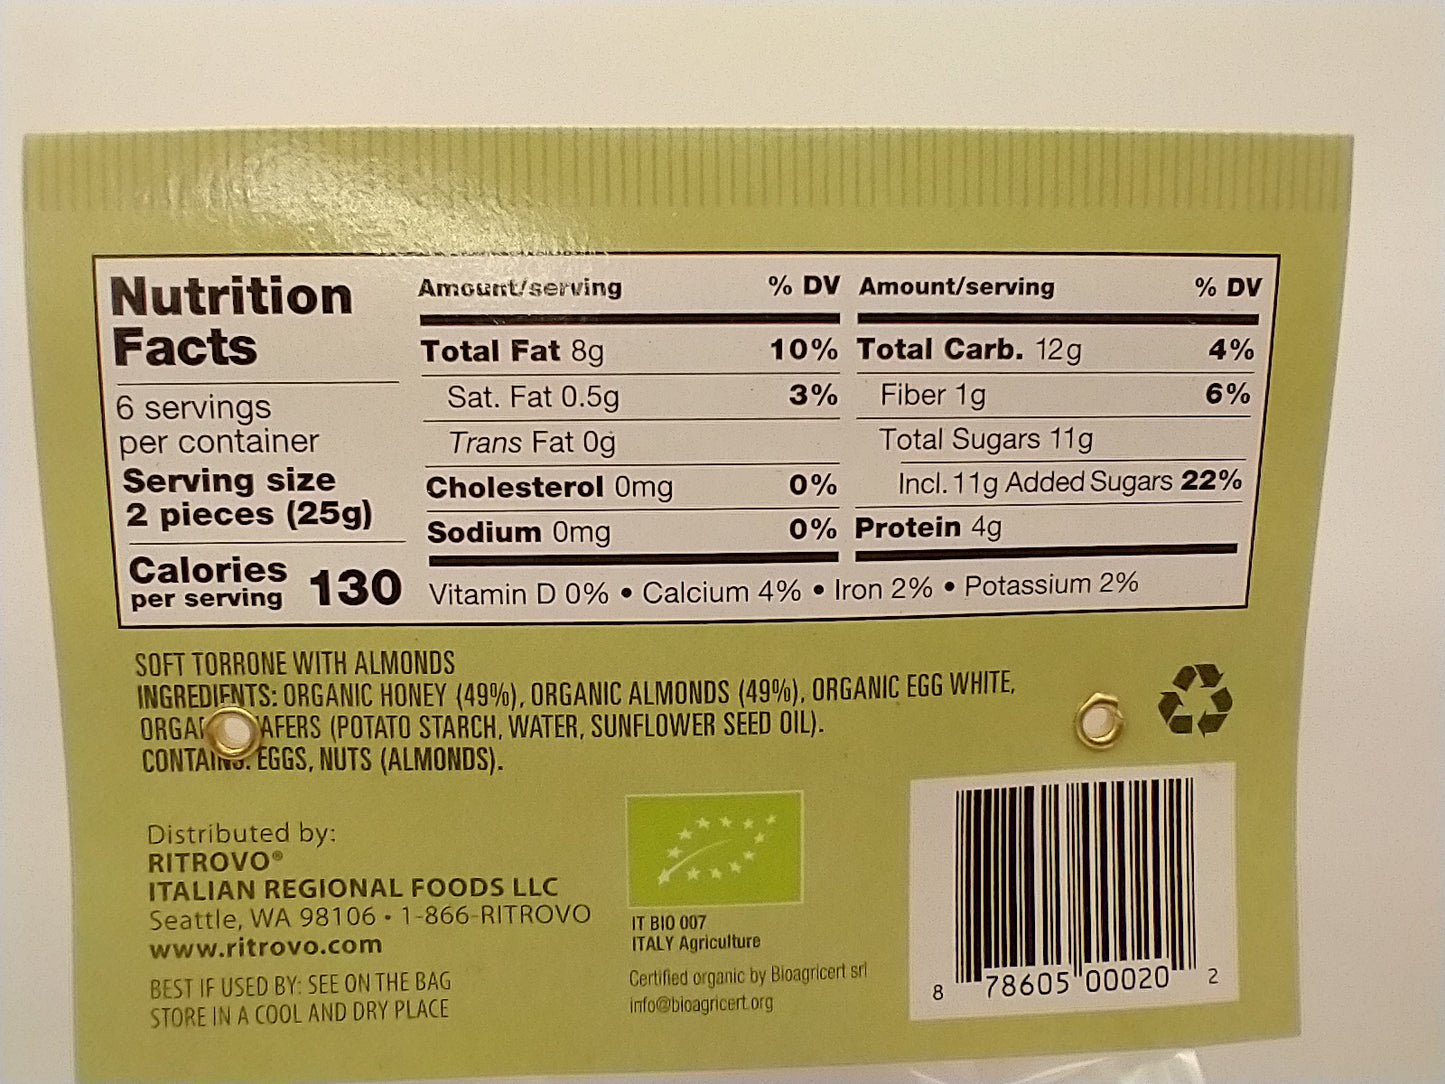 Nutrition
Facts
6 servings
per container
Serving size
2 pieces (25g)
Calories
per serving 130
Amount/serving % DV
Total Fat 8g 10%
Sat. Fat 0.5g 3%
Trans Fat 0g
Cholesterol 0mg 0%
Sodium 0mg 0%
Amount/serving % DV
Total Carb. 12g 4%
Fiber 1g 6%
Total Sugars 11g
Incl. 11g Added Sugars 22%
Protein 4g
Vitamin D 0% • Calcium 4% • Iron 2% • Potassium 2%
SOFT TORRONE WITH ALMONDS
INGREDIENTS: ORGANIC HONEY (49%), ORGANIC ALMONDS (49%), ORGANIC EGG WHITE,
(POTATO STARCH, WATER, SUNFLOWER SEED OIL).
CONTAINS: EGGS, NUTS (ALMONDS).
Distributed by:
RITROVO®
ITALIAN REGIONAL FOODS LLC
Seattle, WA 98106 • 1-866-RITROVO
www.ritrovo.com
BEST IF USED BY: SEE ON THE BAG
STORE IN A COOL AND DRY PLACE
IT BIO 007
ITALY Agriculture
Certified organic by Bioagricert srl
info@bioagricert.org
8 78605 00020 2